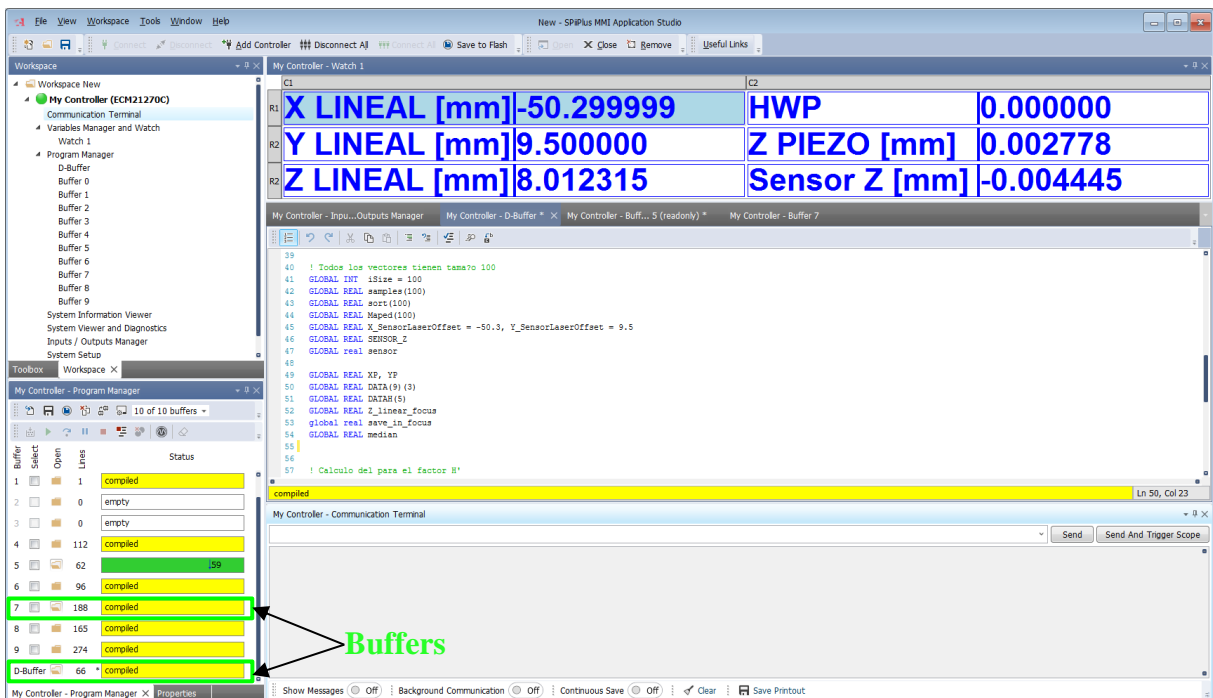 File View Workspace Tools Window Help
New - SPiiPlus MMI Application Studio
Connect Disconnect Add Controller Disconnect All Connect All Save to Flash Open Close Remove Useful Links
Workspace
Workspace New
My Controller (ECM21270C)
Communication Terminal
Variables Manager and Watch
Watch 1
Program Manager
D-Buffer
Buffer 0
Buffer 1
Buffer 2
Buffer 3
Buffer 4
Buffer 5
Buffer 6
Buffer 7
Buffer 8
Buffer 9
System Information Viewer
System Viewer and Diagnostics
Inputs / Outputs Manager
System Setup
Toolbox Workspace
My Controller - Watch 1
C1 C2
R1 X LINEAL [mm] -50.299999 HWP 0.000000
R2 Y LINEAL [mm] 9.500000 Z PIEZO [mm] 0.002778
R2 Z LINEAL [mm] 8.012315 Sensor Z [mm] -0.004445
My Controller - Inpu...Outputs Manager My Controller - D-Buffer * My Controller - Buff... 5 (readonly) * My Controller - Buffer 7
39
40 ! Todos los vectores tienen tama?o 100
41 GLOBAL INT iSize = 100
42 GLOBAL REAL samples(100)
43 GLOBAL REAL sort(100)
44 GLOBAL REAL Maped(100)
45 GLOBAL REAL X_SensorLaserOffset = -50.3, Y_SensorLaserOffset = 9.5
46 GLOBAL REAL SENSOR_Z
47 GLOBAL real sensor
48
49 GLOBAL REAL XP, YP
50 GLOBAL REAL DATA(9)(3)
51 GLOBAL REAL DATAH(5)
52 GLOBAL REAL Z_linear_focus
53 global real save_in_focus
54 GLOBAL REAL median
55
56
57 ! Calculo del para el factor H'
compiled Ln 50, Col 23
My Controller - Program Manager
10 of 10 buffers
Buffer Select Open Lines Status
1 1 compiled
2 0 empty
3 0 empty
4 112 compiled
5 62 ↓59
6 96 compiled
7 188 compiled
8 165 compiled
9 274 compiled
D-Buffer 66 * compiled
My Controller - Program Manager Properties
Buffers
My Controller - Communication Terminal
Send Send And Trigger Scope
Show Messages Off Background Communication Off Continuous Save Off Clear Save Printout